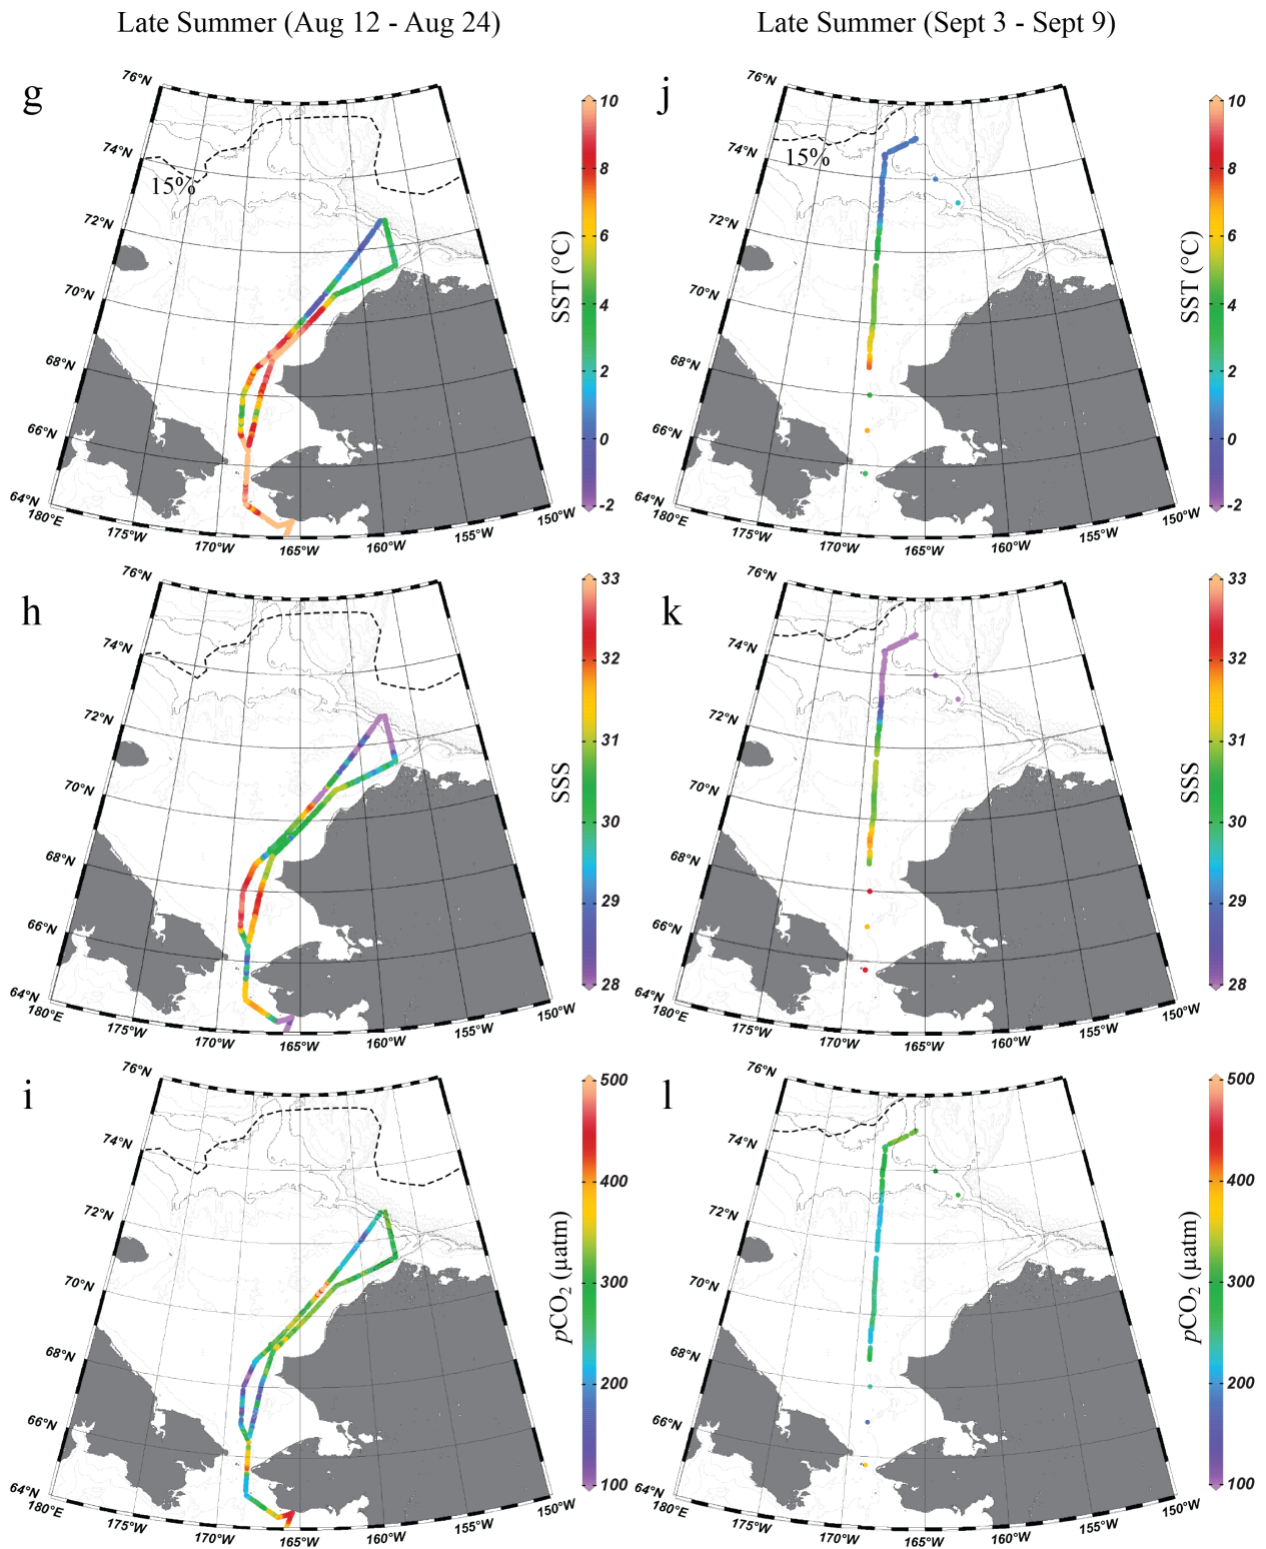 Late Summer (Aug 12 - Aug 24)
Late Summer (Sept 3 - Sept 9)
g
76°N
74°N
72°N
70°N
68°N
66°N
64°N
180°E
175°W
170°W
165°W
160°W
155°W
150°W
15%
10
8
6
4
2
0
-2
SST (°C)
j
76°N
74°N
72°N
70°N
68°N
66°N
64°N
180°E
175°W
170°W
165°W
160°W
155°W
150°W
15%
10
8
6
4
2
0
-2
SST (°C)
h
76°N
74°N
72°N
70°N
68°N
66°N
64°N
180°E
175°W
170°W
165°W
160°W
155°W
150°W
33
32
31
30
29
28
SSS
k
76°N
74°N
72°N
70°N
68°N
66°N
64°N
180°E
175°W
170°W
165°W
160°W
155°W
150°W
33
32
31
30
29
28
SSS
i
76°N
74°N
72°N
70°N
68°N
66°N
64°N
180°E
175°W
170°W
165°W
160°W
155°W
150°W
500
400
300
200
100
pCO₂ (µatm)
l
76°N
74°N
72°N
70°N
68°N
66°N
64°N
180°E
175°W
170°W
165°W
160°W
155°W
150°W
500
400
300
200
100
pCO₂ (µatm)